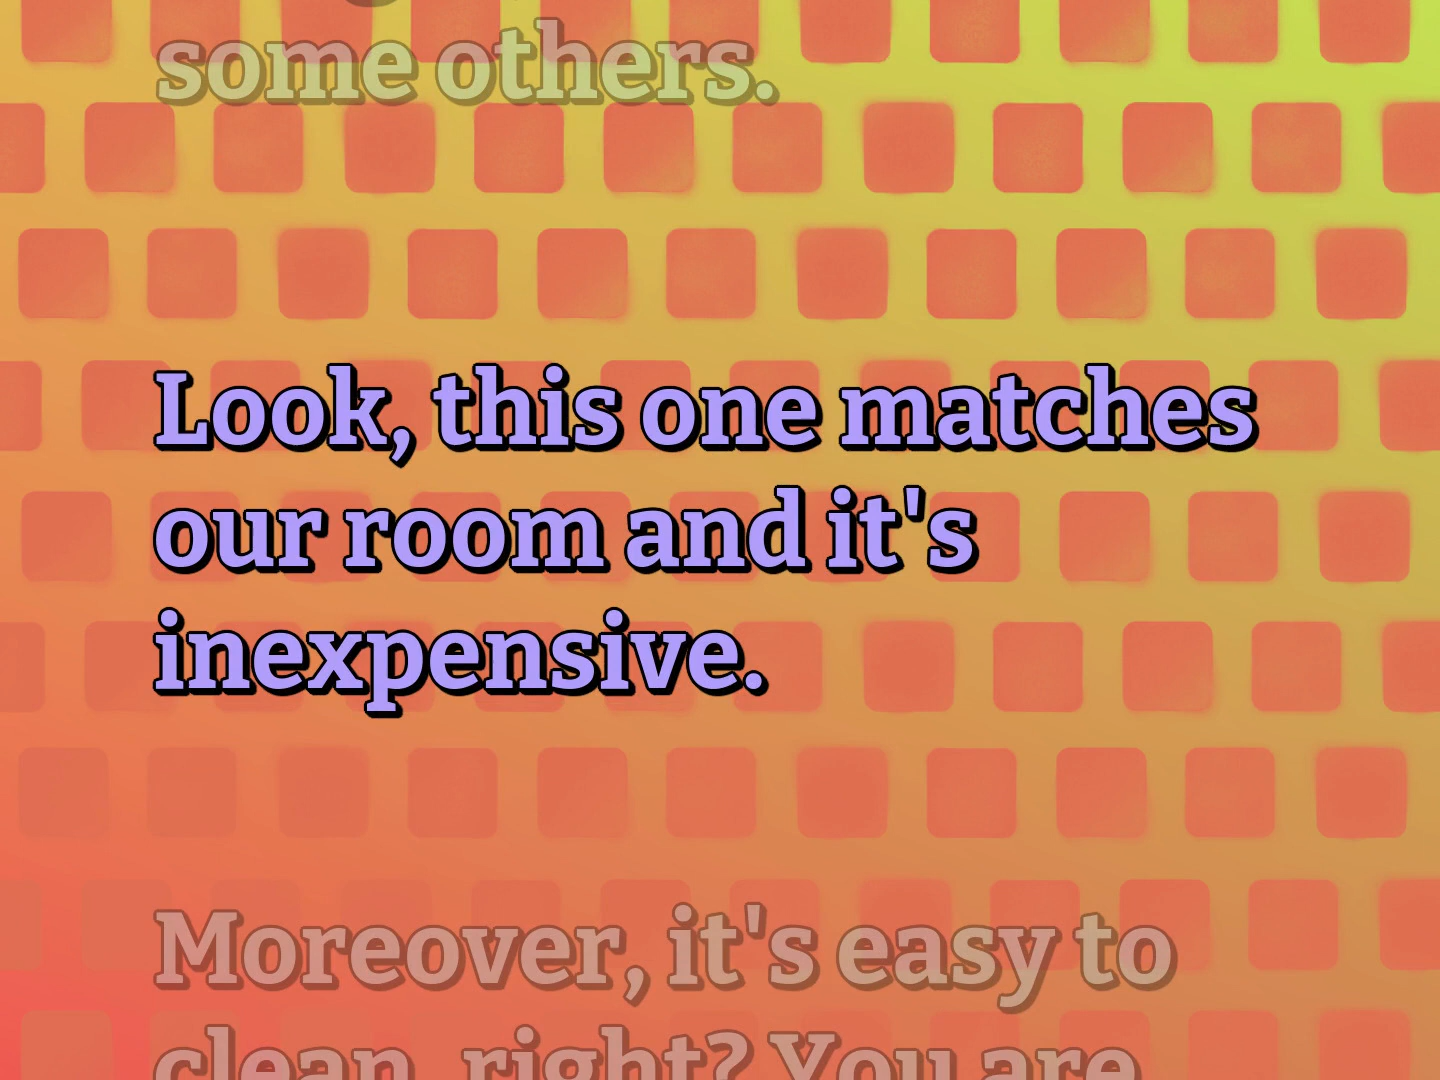 some others.
Look, this one matches
our room and it's
inexpensive.
Moreover, it's easy to
clean, right? You are